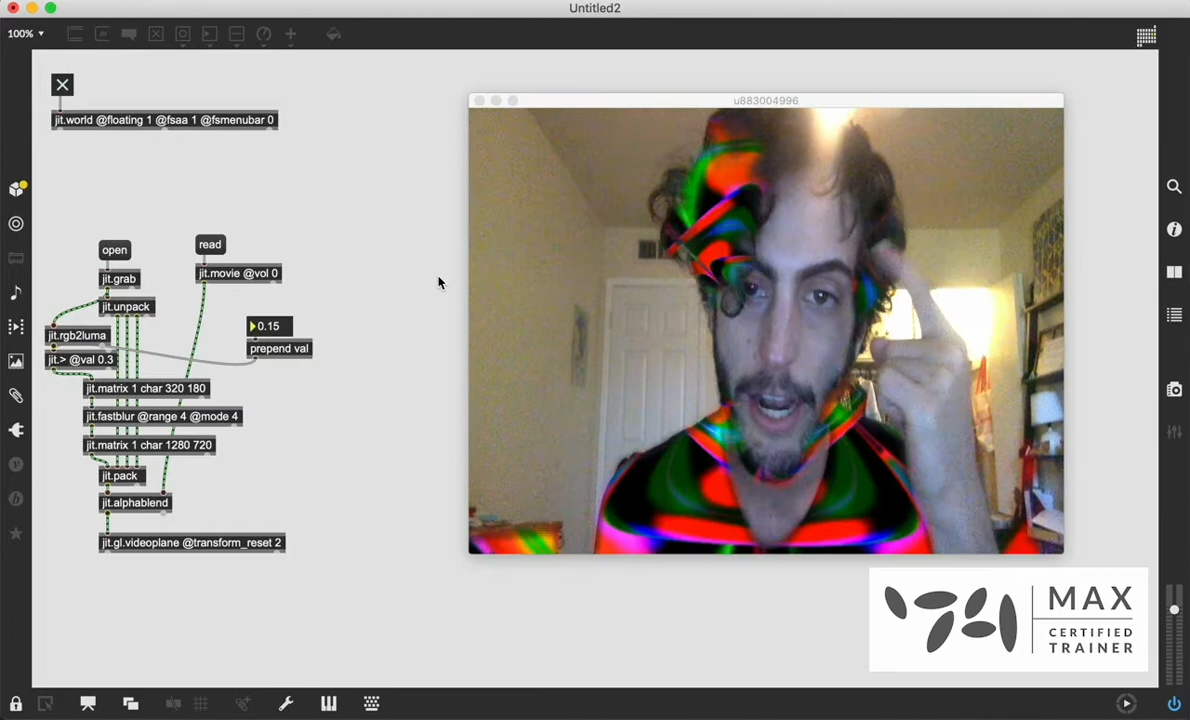 Untitled2
100%
jit.world @floating 1 @fsaa 1 @fsmenubar 0
u883004996
open
read
jit.grab
jit.movie @vol 0
jit.unpack
0.15
jit.rgb2luma
prepend val
jit.> @val 0.3
jit.matrix 1 char 320 180
jit.fastblur @range 4 @mode 4
jit.matrix 1 char 1280 720
jit.pack
jit.alphablend
jit.gl.videoplane @transform_reset 2
MAX
CERTIFIED
TRAINER